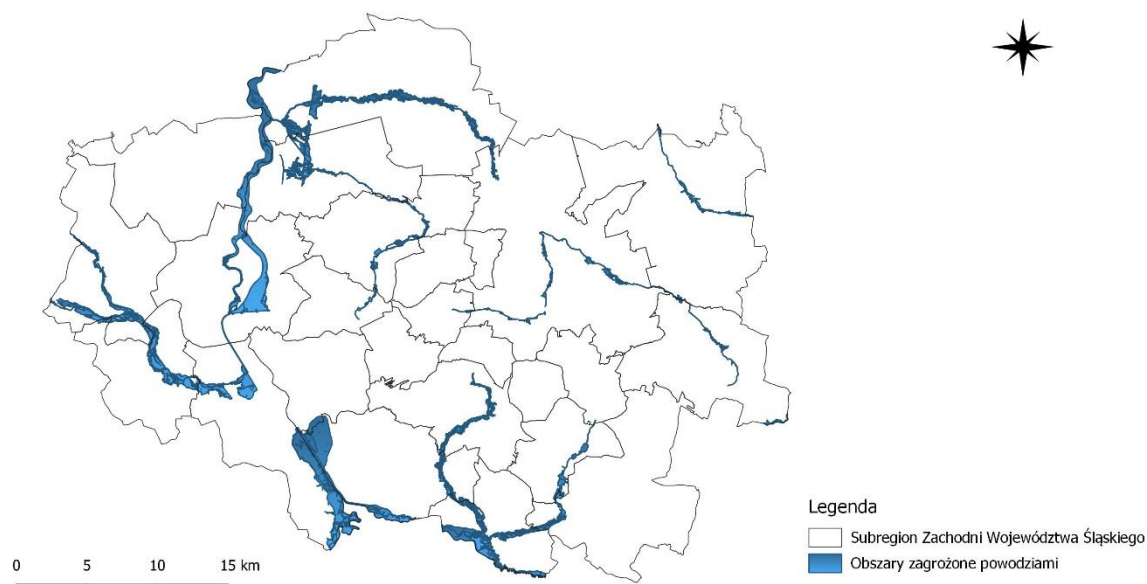 0 5 10 15 km
Legenda
Subregion Zachodni Województwa Śląskiego
Obszary zagrożone powodziami